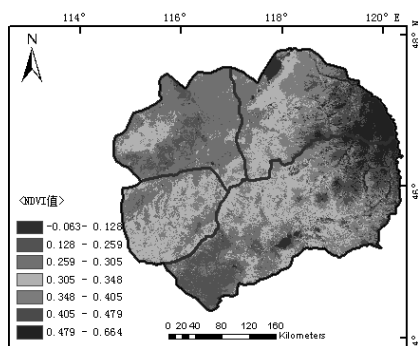 114° 116° 118° 120° E
N
48°
46°
4°
<NDVI值>
-0.063- 0.128
0.128 - 0.259
0.259 - 0.305
0.305 - 0.348
0.348 - 0.405
0.405 - 0.479
0.479 - 0.664
0 20 40 80 120 160
Kilometers